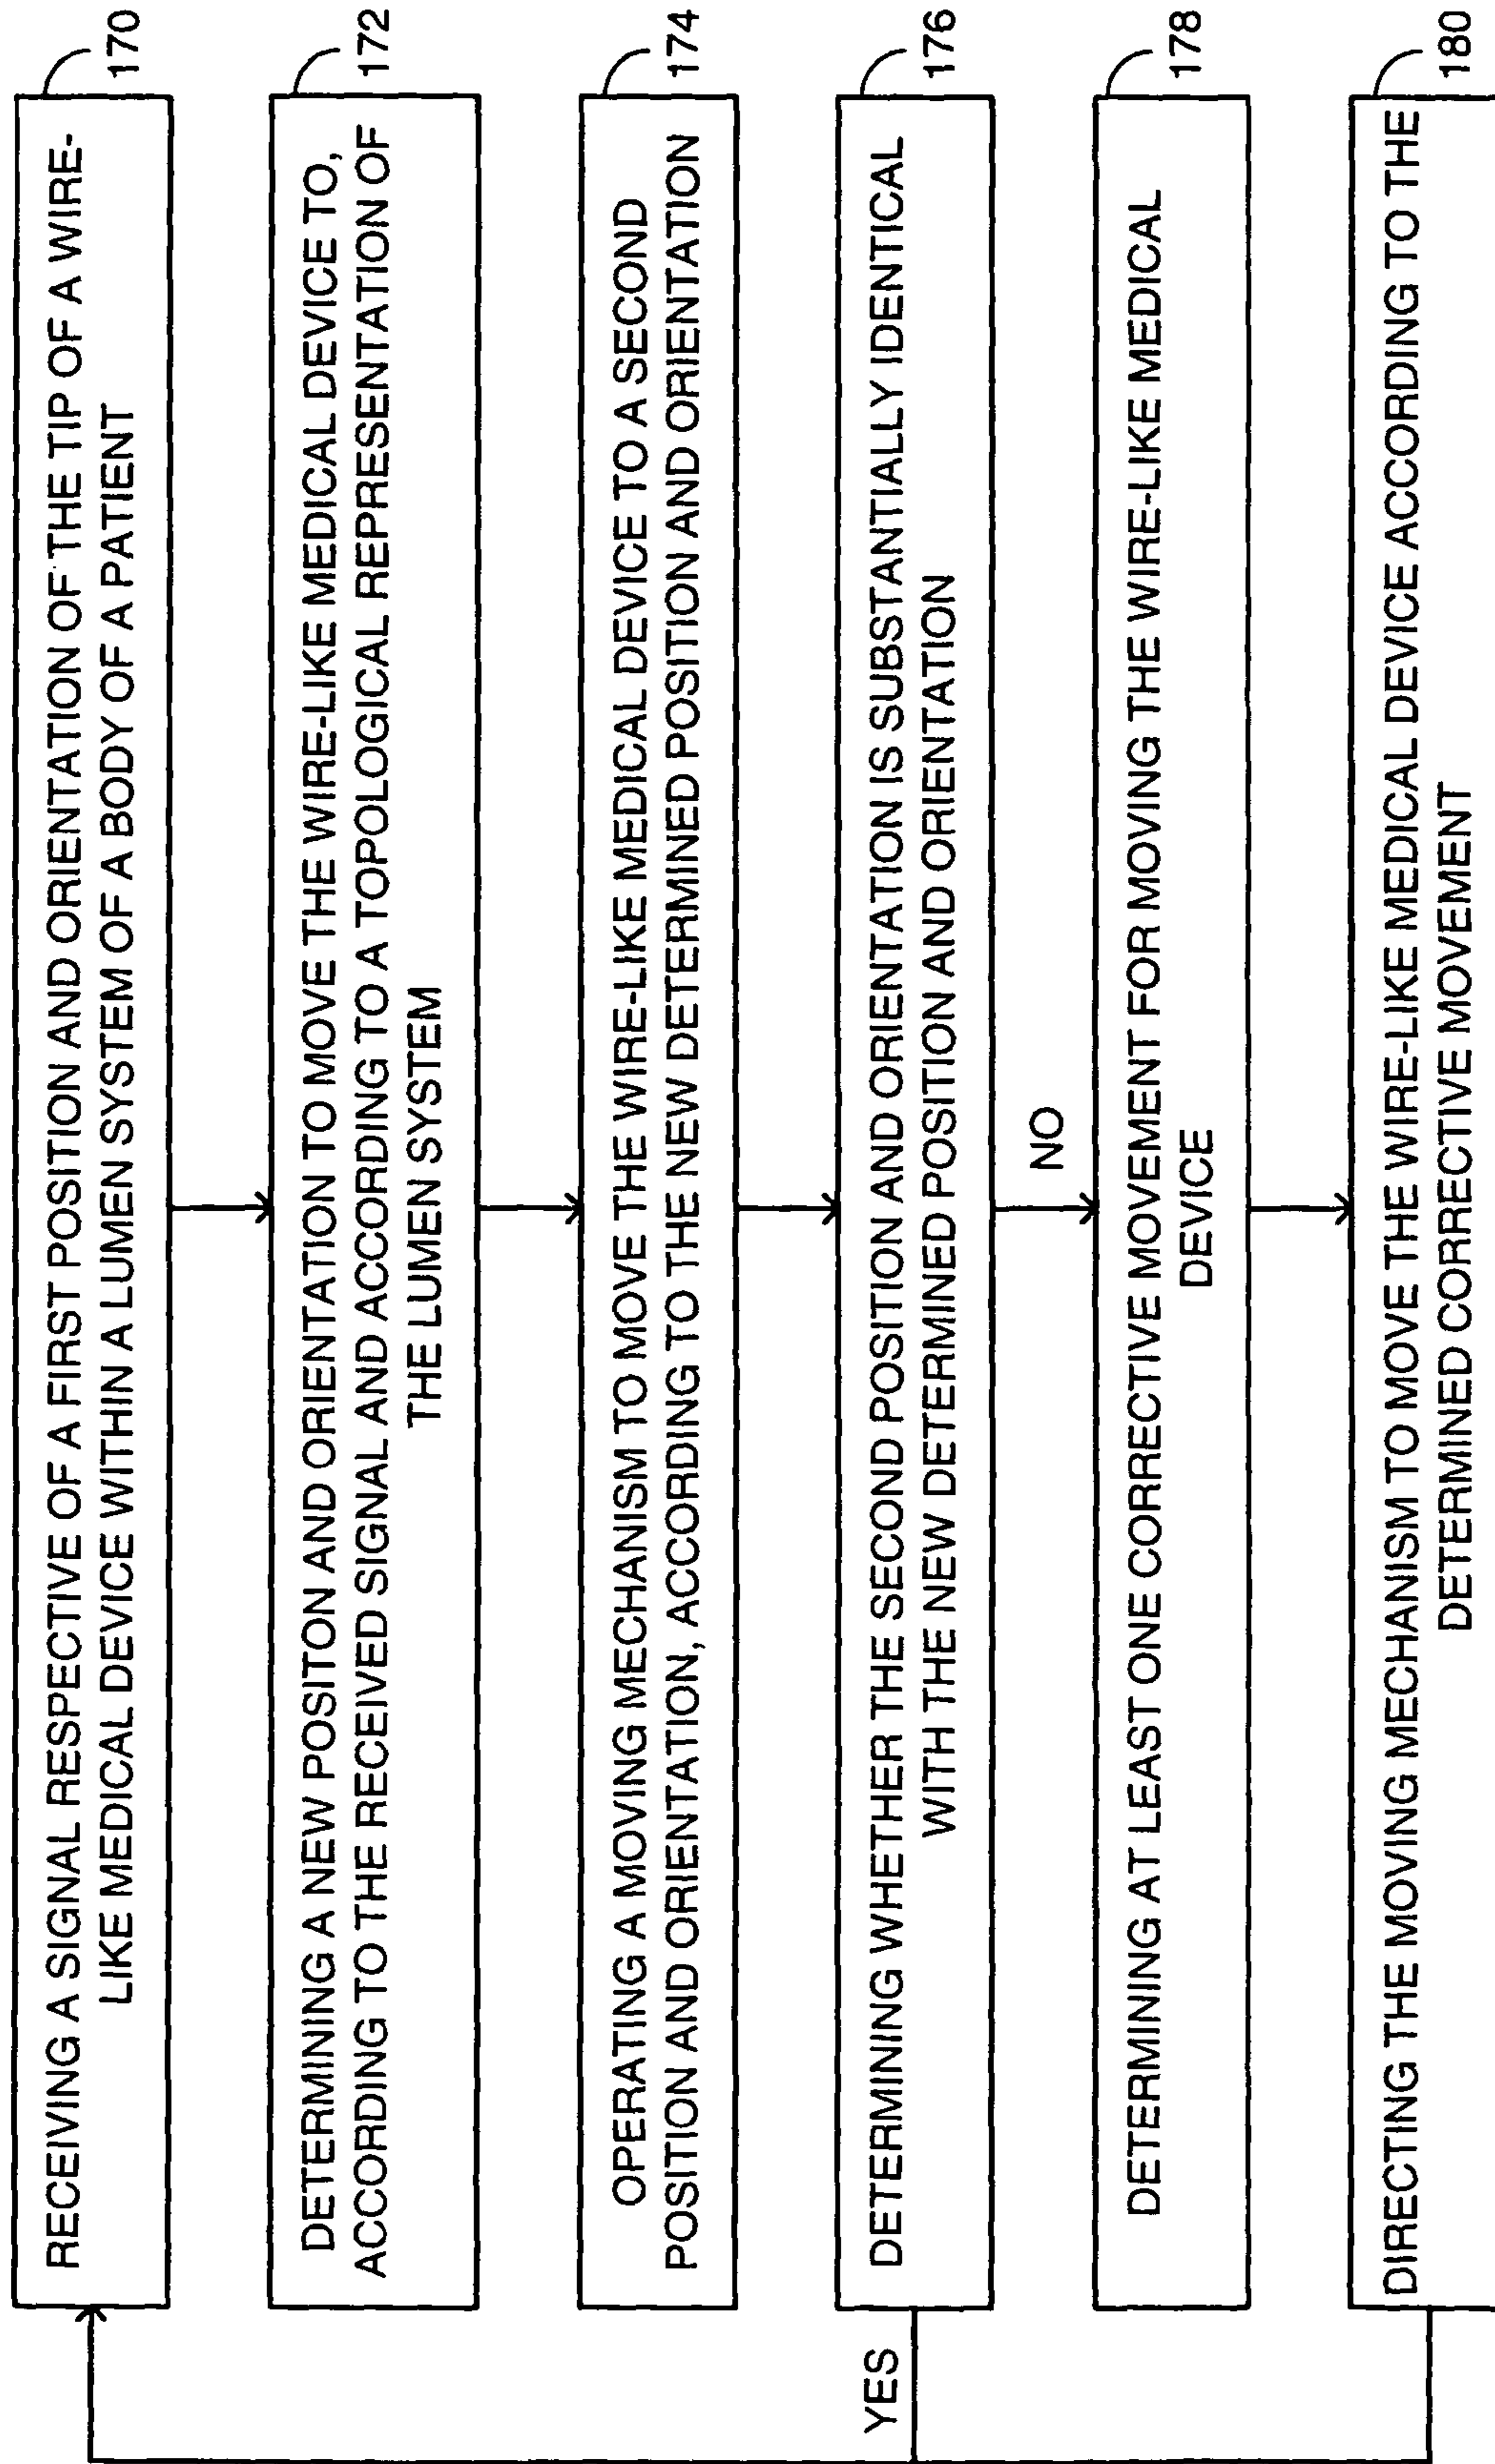 RECEIVING A SIGNAL RESPECTIVE OF A FIRST POSITION AND ORIENTATION OF THE TIP OF A WIRE-
LIKE MEDICAL DEVICE WITHIN A LUMEN SYSTEM OF A BODY OF A PATIENT
170
DETERMINING A NEW POSITON AND ORIENTATION TO MOVE THE WIRE-LIKE MEDICAL DEVICE TO,
ACCORDING TO THE RECEIVED SIGNAL AND ACCORDING TO A TOPOLOGICAL REPRESENTATION OF
THE LUMEN SYSTEM
172
OPERATING A MOVING MECHANISM TO MOVE THE WIRE-LIKE MEDICAL DEVICE TO A SECOND
POSITION AND ORIENTATION, ACCORDING TO THE NEW DETERMINED POSITION AND ORIENTATION
174
DETERMINING WHETHER THE SECOND POSITION AND ORIENTATION IS SUBSTANTIALLY IDENTICAL
WITH THE NEW DETERMINED POSITION AND ORIENTATION
176
YES
NO
DETERMINING AT LEAST ONE CORRECTIVE MOVEMENT FOR MOVING THE WIRE-LIKE MEDICAL
DEVICE
178
DIRECTING THE MOVING MECHANISM TO MOVE THE WIRE-LIKE MEDICAL DEVICE ACCORDING TO THE
DETERMINED CORRECTIVE MOVEMENT
180